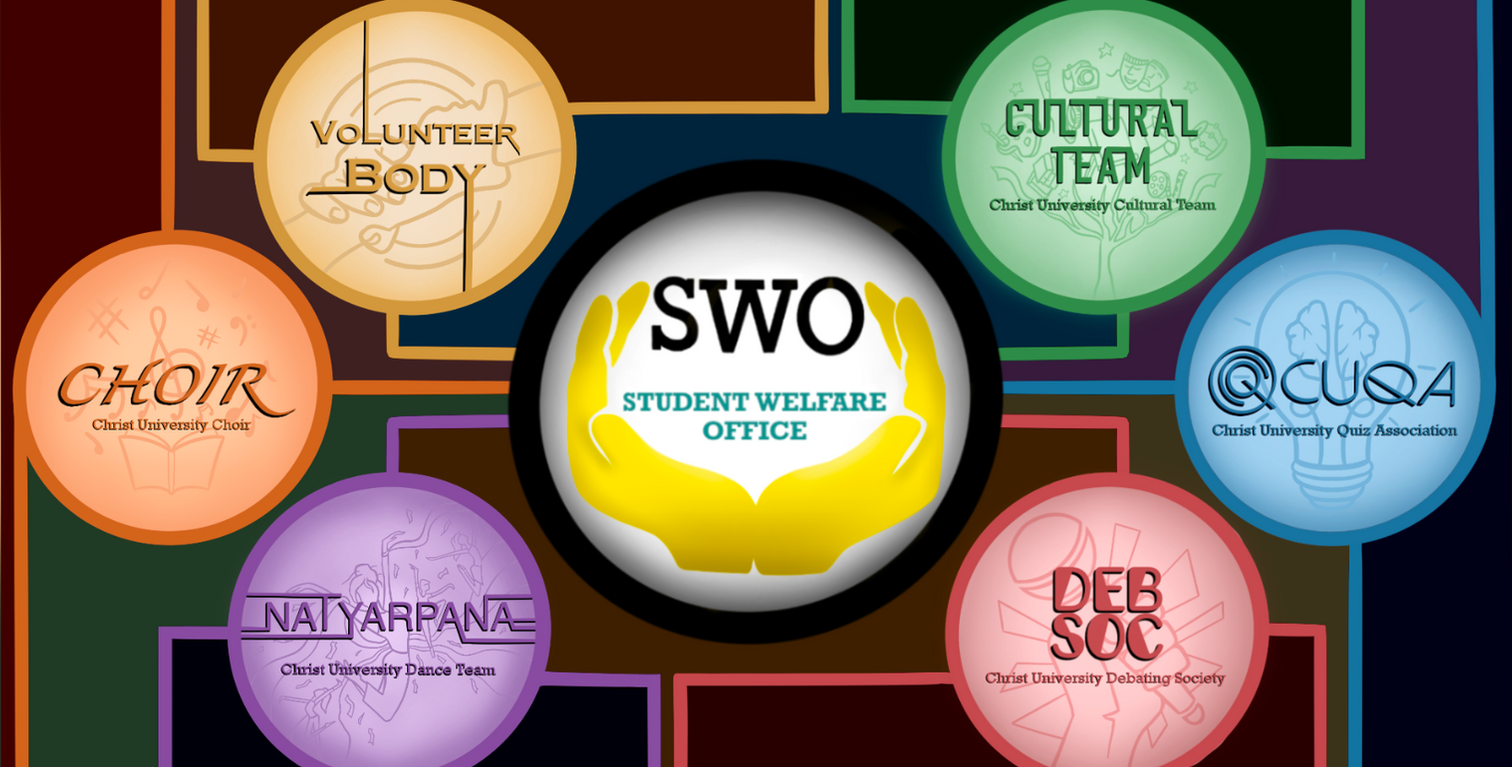 VOLUNTEER
BODY
CULTURAL
TEAM
Christ University Cultural Team
SWO
STUDENT WELFARE
OFFICE
CHOIR
Christ University Choir
QCUQA
Christ University Quiz Association
NATYARPANA
Christ University Dance Team
DEB
SOC
Christ University Debating Society